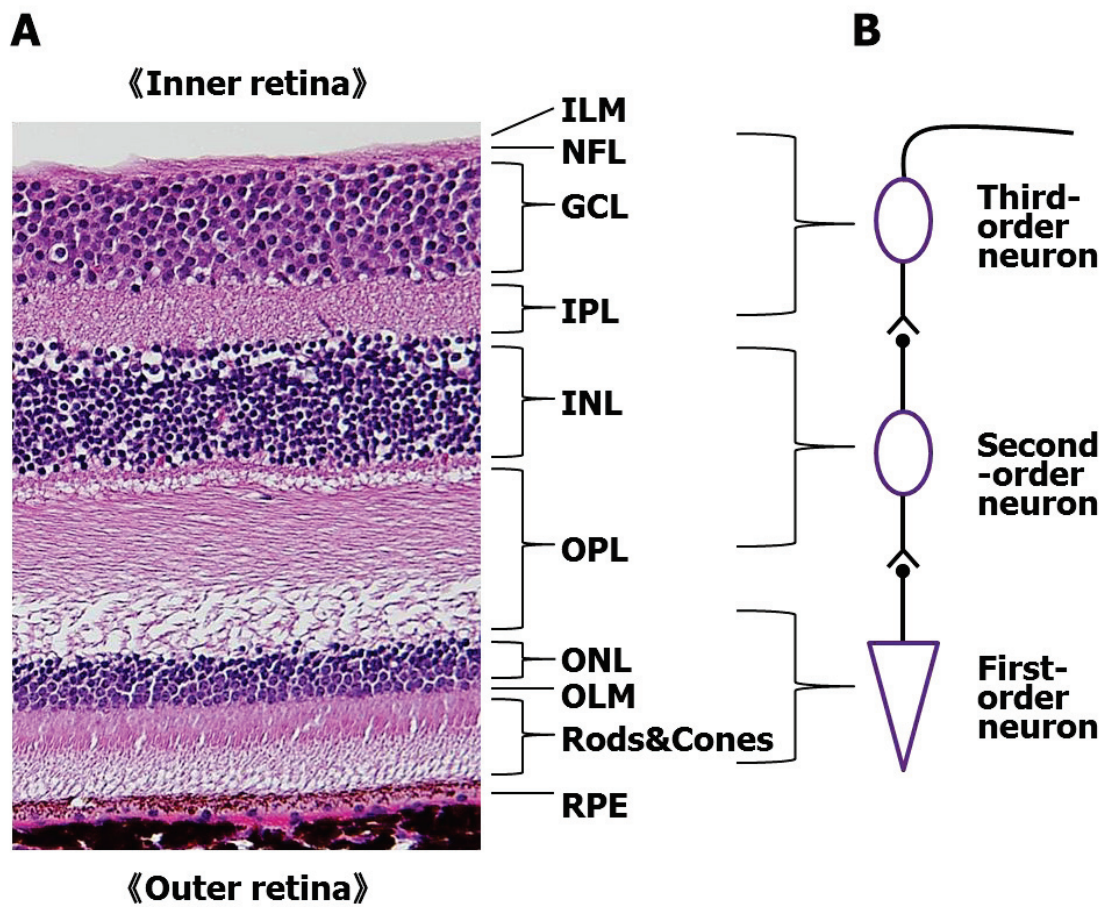 A
B
《Inner retina》
ILM
NFL
GCL
IPL
INL
OPL
ONL
OLM
Rods&Cones
RPE
Third-
order
neuron
Second
-order
neuron
First-
order
neuron
《Outer retina》